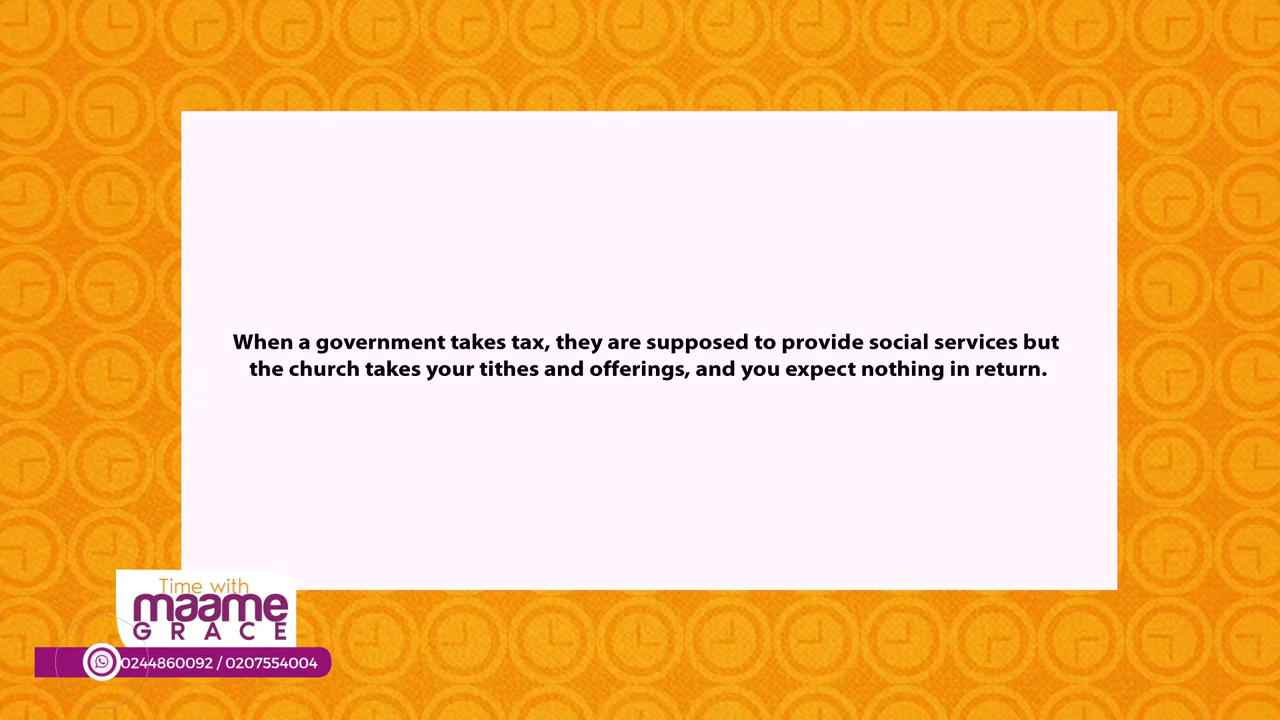 When a government takes tax, they are supposed to provide social services but
the church takes your tithes and offerings, and you expect nothing in return.
Time with
maame
GRACE
0244860092 / 0207554004